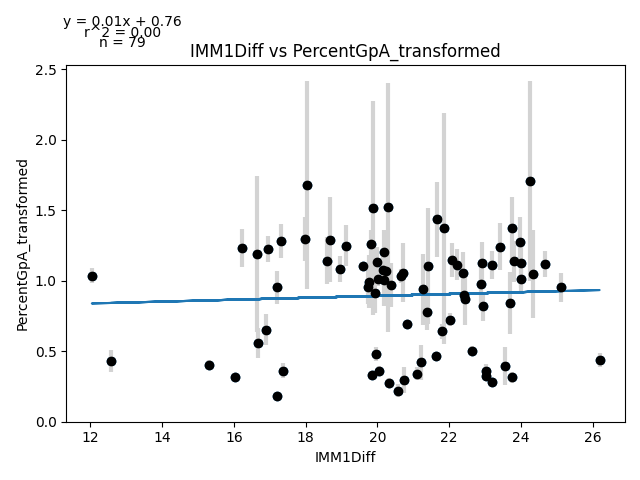 y = 0.01x + 0.76
r^2 = 0.00
n = 79
IMM1Diff vs PercentGpA_transformed
PercentGpA_transformed
2.5
2.0
1.5
1.0
0.5
0.0
12 14 16 18 20 22 24 26
IMM1Diff